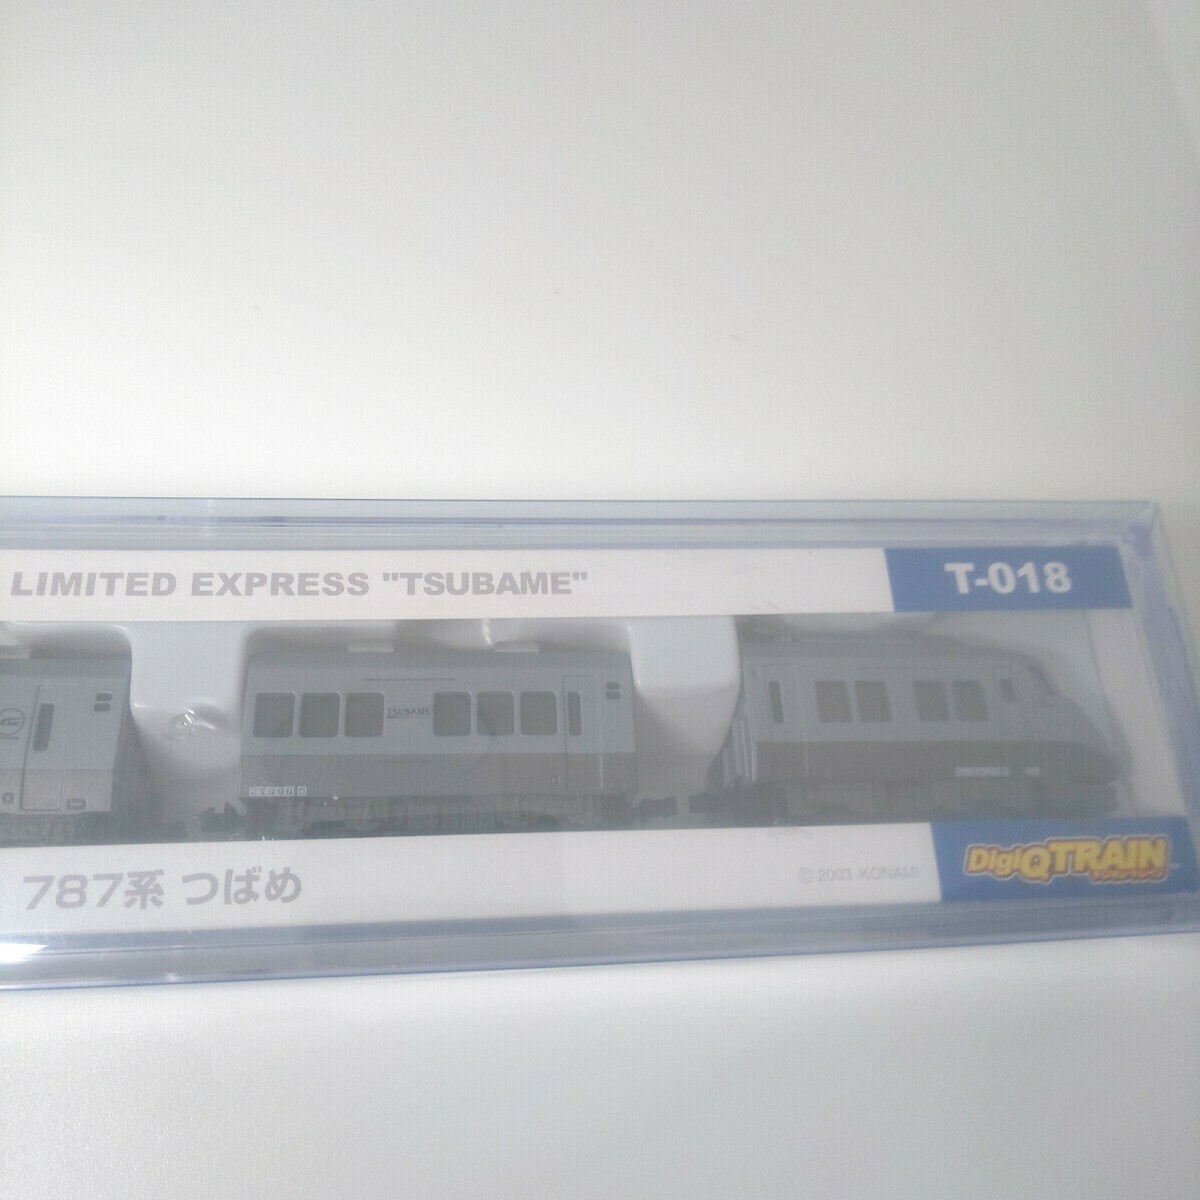 LIMITED EXPRESS "TSUBAME"
T-018
TSUBAME
787系 つばめ
© 2003 KONAMI
DigiQTRAIN